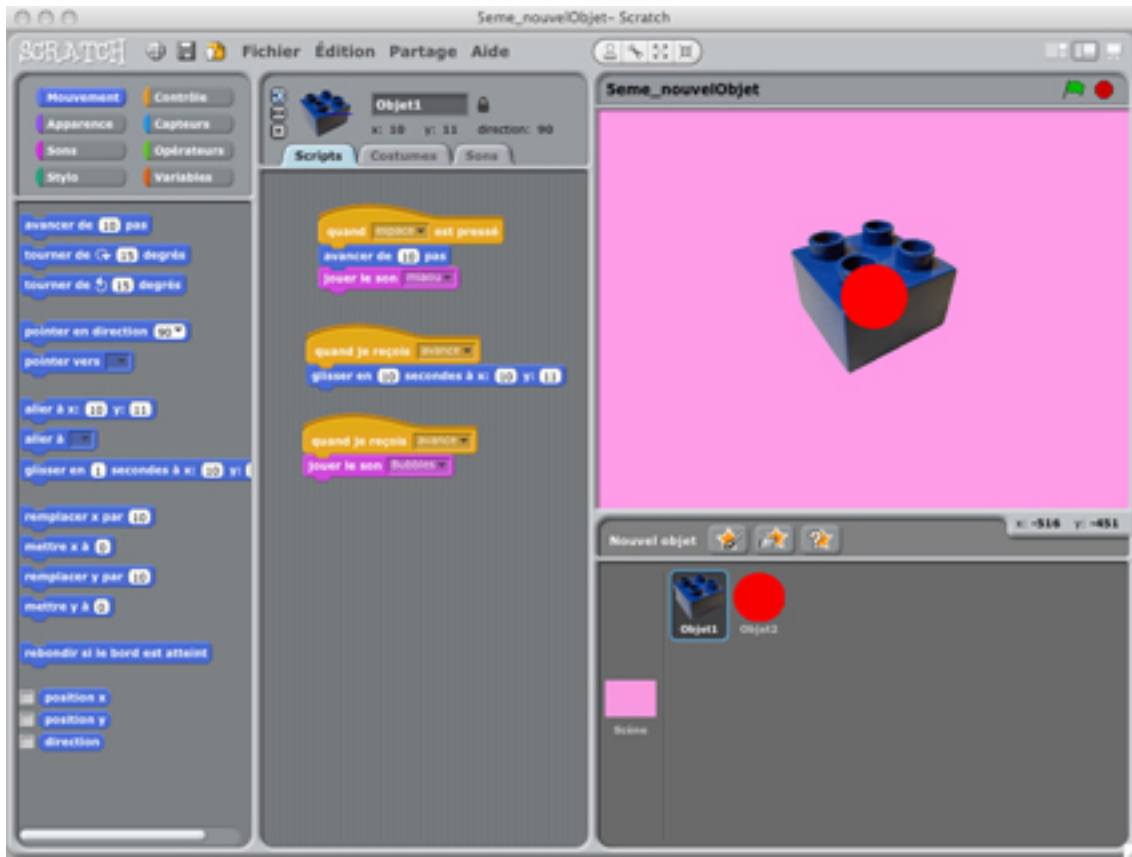 5eme_nouvelObjet- Scratch
SCRATCH Fichier Édition Partage Aide
Mouvement Contrôle
Apparence Capteurs
Sons Opérateurs
Stylo Variables
avancer de 10 pas
tourner de 15 degrés
tourner de 15 degrés
pointer en direction 90
pointer vers
aller à x: 10 y: 11
aller à
glisser en 1 secondes à x: 10 y:
remplacer x par 10
mettre x à 0
remplacer y par 10
mettre y à 0
rebondir si le bord est atteint
position x
position y
direction
Objet1
x: 10 y: 11 direction: 90
Scripts Costumes Sons
quand espace est pressé
avancer de 10 pas
jouer le son miaou
quand je reçois avance
glisser en 10 secondes à x: 10 y: 11
quand je reçois avance
jouer le son Bubbles
5eme_nouvelObjet
x: -516 y: -451
Nouvel objet
Objet1 Objet2
Scène